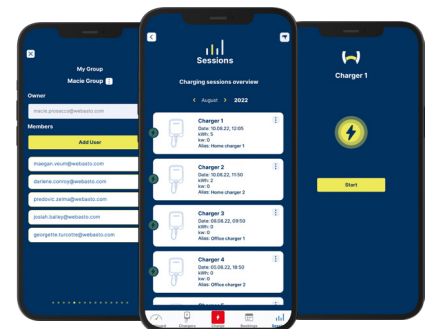 My Group
Macie Group
Owner
macie.prosacco@webasto.com
Members
Add User
maegan.veum@webasto.com
darlene.conroy@webasto.com
predovic.zelma@webasto.com
josiah.bailey@webasto.com
georgette.turcotte@webasto.com
Sessions
Charging sessions overview
August 2022
Charger 1
Date: 10.08.22, 12:05
kWh: 5
kw: 0
Alias: Home charger 1
Charger 2
Date: 10.08.22, 11:50
kWh: 2
kw: 0
Alias: Home charger 2
Charger 3
Date: 08.08.22, 09:50
kWh: 0
kw: 0
Alias: Office charger 1
Charger 4
Date: 05.08.22, 18:50
kWh: 0
kw: 0
Alias: Office charger 2
Chargers
Charge
Bookings
Charger 1
Start